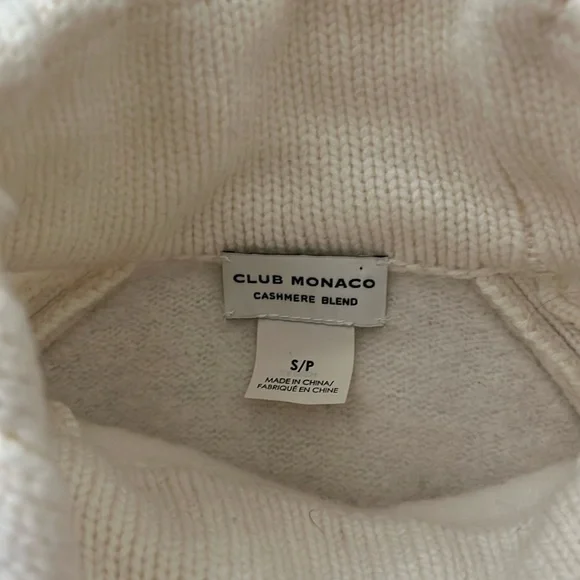 CLUB MONACO
CASHMERE BLEND
S/P
MADE IN CHINA/
FABRIQUÉ EN CHINE